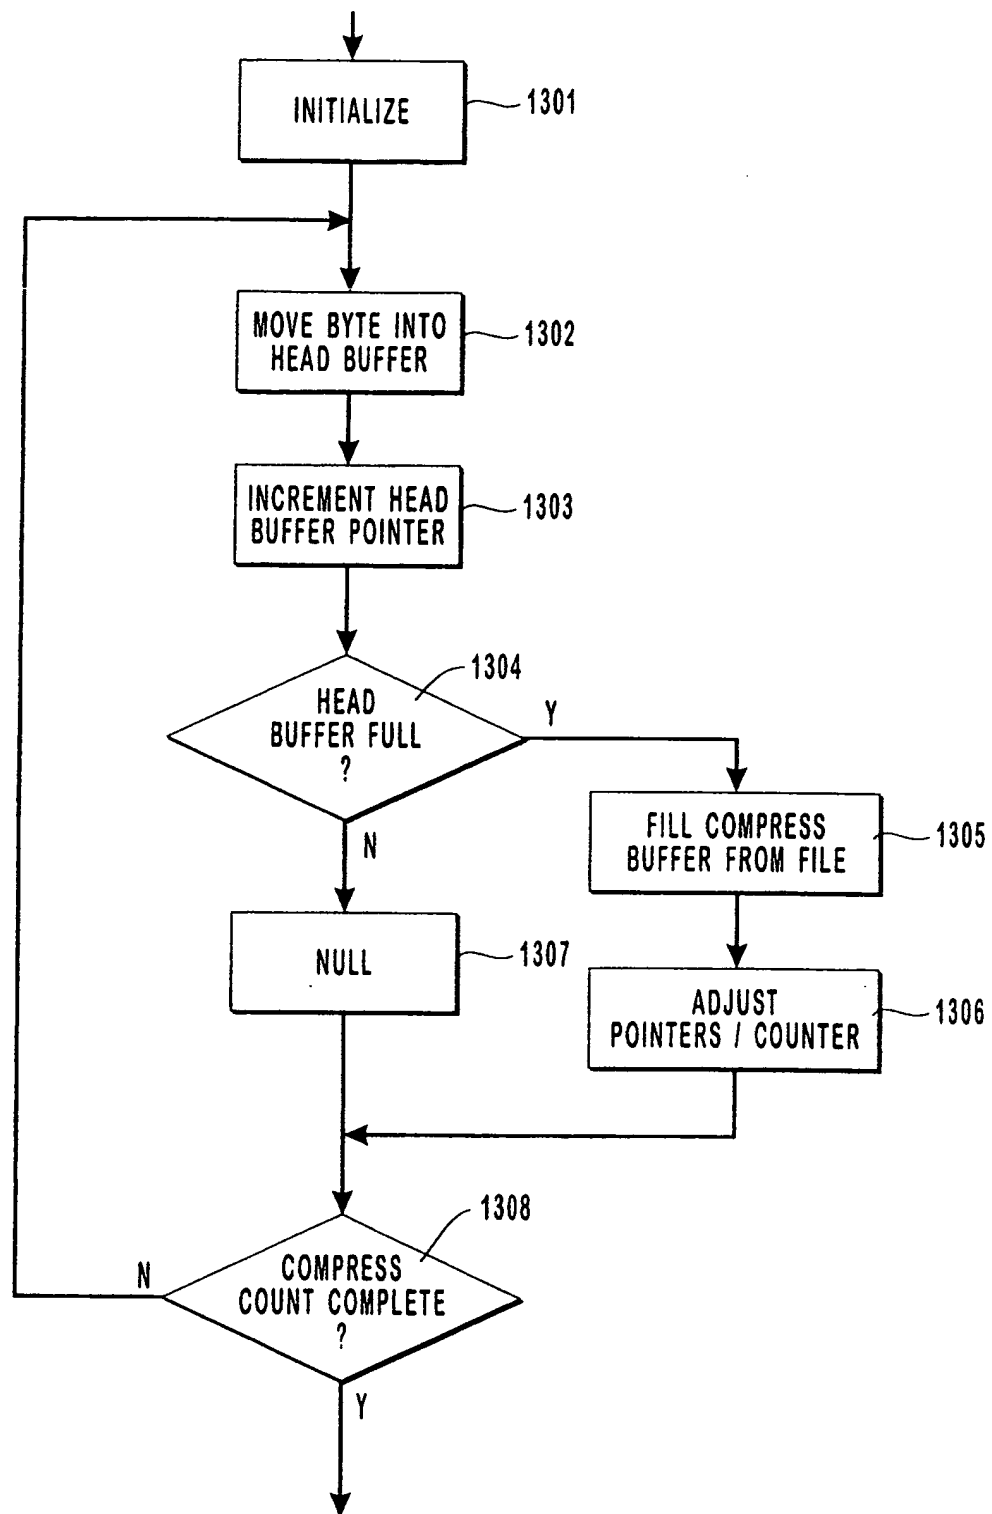 INITIALIZE
1301
MOVE BYTE INTO
HEAD BUFFER
1302
INCREMENT HEAD
BUFFER POINTER
1303
HEAD
BUFFER FULL
?
1304
Y
N
FILL COMPRESS
BUFFER FROM FILE
1305
NULL
1307
ADJUST
POINTERS / COUNTER
1306
COMPRESS
COUNT COMPLETE
?
1308
N
Y